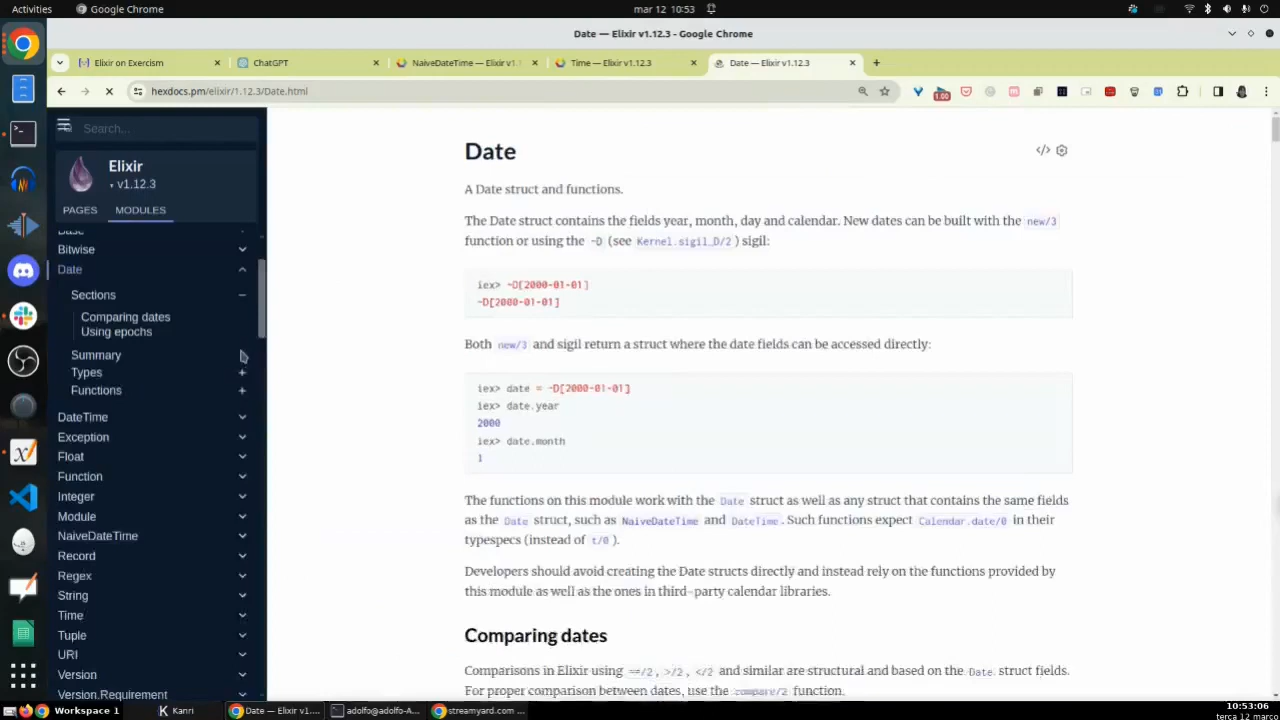 Activities
Google Chrome
mar 12 10:53
Date — Elixir v1.12.3 - Google Chrome
Elixir on Exercism
ChatGPT
NaiveDateTime — Elixir v1.1
Time — Elixir v1.12.3
Date — Elixir v1.12.3
hexdocs.pm/elixir/1.12.3/Date.html
1.00
Search...
Elixir
v1.12.3
PAGES
MODULES
Base
Bitwise
Date
Sections
Comparing dates
Using epochs
Summary
Types
Functions
DateTime
Exception
Float
Function
Integer
Module
NaiveDateTime
Record
Regex
String
Time
Tuple
URI
Version
Version.Requirement
Date
</>
A Date struct and functions.
The Date struct contains the fields year, month, day and calendar. New dates can be built with the new/3
function or using the ~D (see Kernel.sigil_D/2) sigil:
iex> ~D[2000-01-01]
~D[2000-01-01]
Both new/3 and sigil return a struct where the date fields can be accessed directly:
iex> date = ~D[2000-01-01]
iex> date.year
2000
iex> date.month
1
The functions on this module work with the Date struct as well as any struct that contains the same fields
as the Date struct, such as NaiveDateTime and DateTime. Such functions expect Calendar.date/0 in their
typespecs (instead of t/0).
Developers should avoid creating the Date structs directly and instead rely on the functions provided by
this module as well as the ones in third-party calendar libraries.
Comparing dates
Comparisons in Elixir using ==/2, >/2, </2 and similar are structural and based on the Date struct fields.
For proper comparison between dates, use the compare/2 function.
Workspace 1
Kanri
Date — Elixir v1....
adolfo@adolfo-A...
streamyard.com ...
10:53:06
terça 12 março